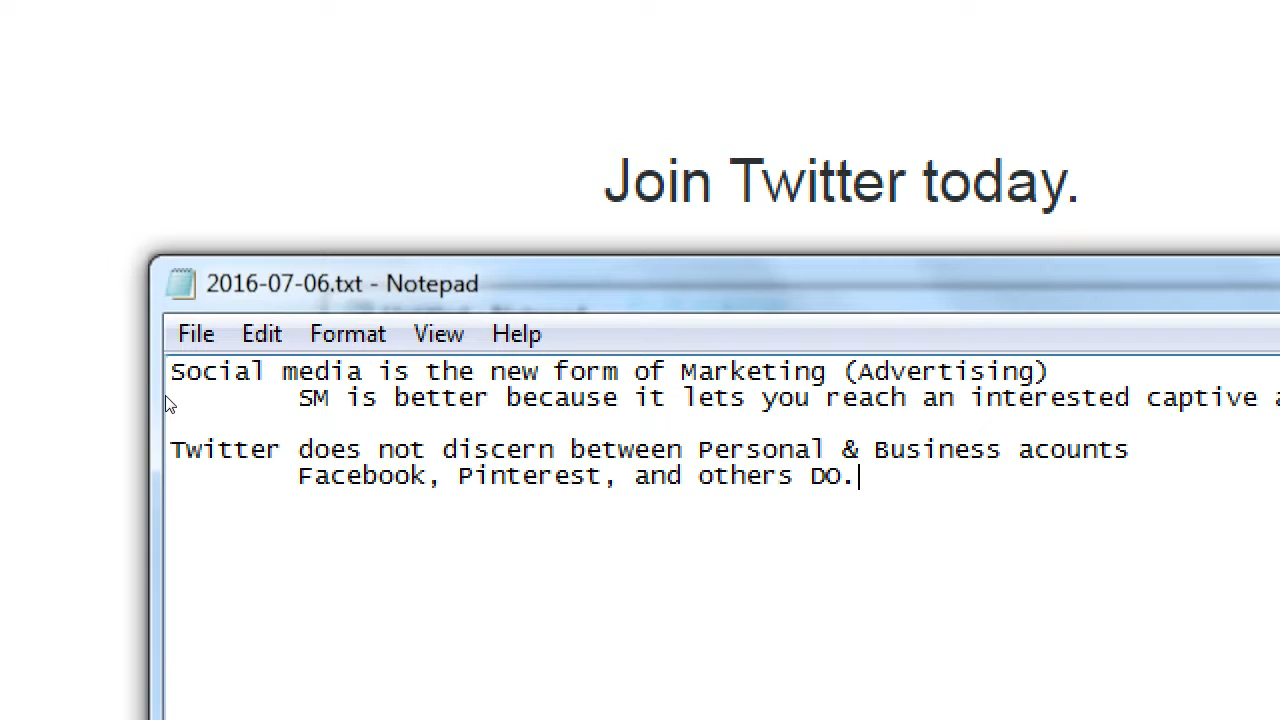 Join Twitter today.
2016-07-06.txt - Notepad
File Edit Format View Help
Social media is the new form of Marketing (Advertising)
SM is better because it lets you reach an interested captive
Twitter does not discern between Personal & Business acounts
Facebook, Pinterest, and others DO.